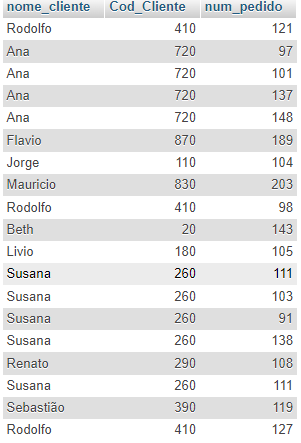 nome_cliente Cod_Cliente num_pedido
Rodolfo 410 121
Ana 720 97
Ana 720 101
Ana 720 137
Ana 720 148
Flavio 870 189
Jorge 110 104
Mauricio 830 203
Rodolfo 410 98
Beth 20 143
Livio 180 105
Susana 260 111
Susana 260 103
Susana 260 91
Susana 260 138
Renato 290 108
Susana 260 111
Sebastião 390 119
Rodolfo 410 127